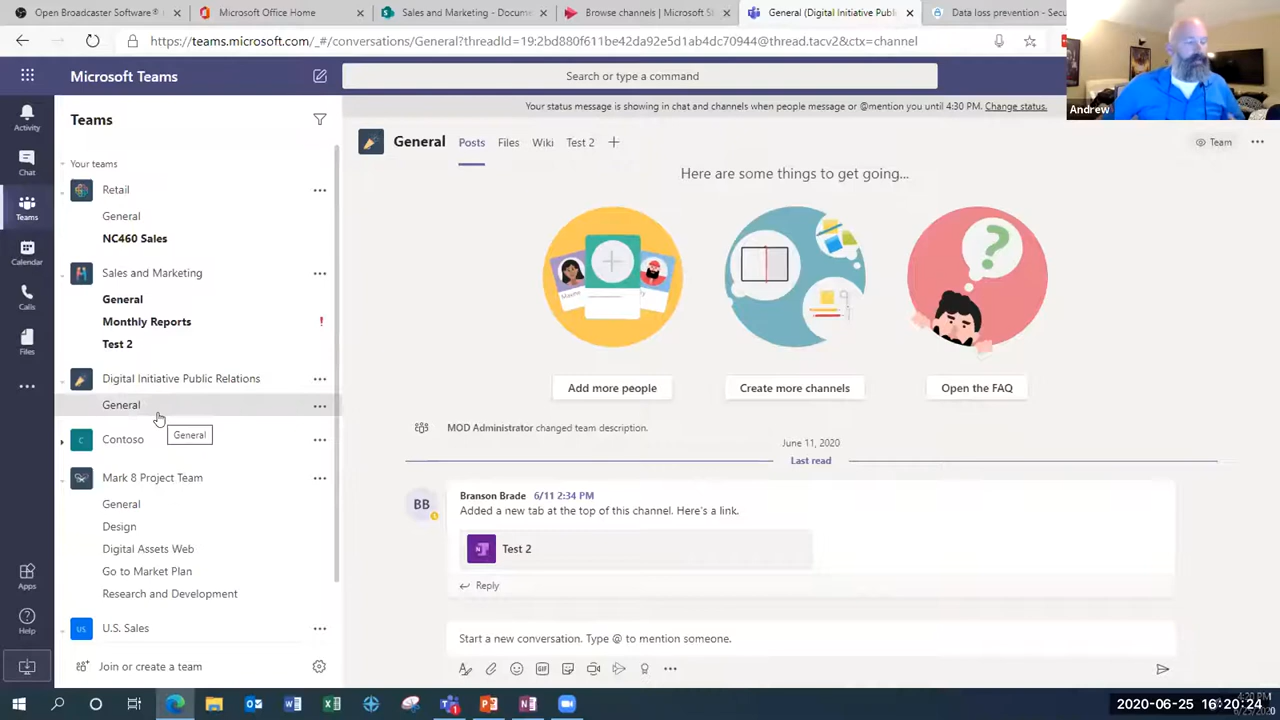 Open Broadcaster Software®
Microsoft Office Home
Sales and Marketing - Docume
Browse channels | Microsoft St
General (Digital Initiative Publi
Data loss prevention - Secu
https://teams.microsoft.com/_#/conversations/General?threadId=19:2bd880f611be42da92e5d1ab4dc70944@thread.tacv2&ctx=channel
Microsoft Teams
Search or type a command
Andrew
Your status message is showing in chat and channels when people message or @mention you until 4:30 PM. Change status.
Activity
Chat
Teams
Calendar
Calls
Files
Apps
Help
Teams
Your teams
Retail
General
NC460 Sales
Sales and Marketing
General
Monthly Reports
!
Test 2
Digital Initiative Public Relations
General
General
C
Contoso
Mark 8 Project Team
General
Design
Digital Assets Web
Go to Market Plan
Research and Development
US
U.S. Sales
Join or create a team
General
Posts
Files
Wiki
Test 2
Team
Here are some things to get going...
Add more people
Create more channels
Open the FAQ
MOD Administrator changed team description.
June 11, 2020
Last read
BB
Branson Brade 6/11 2:34 PM
Added a new tab at the top of this channel. Here's a link.
Test 2
Reply
Start a new conversation. Type @ to mention someone.
GIF
2020-06-25 16:20:24